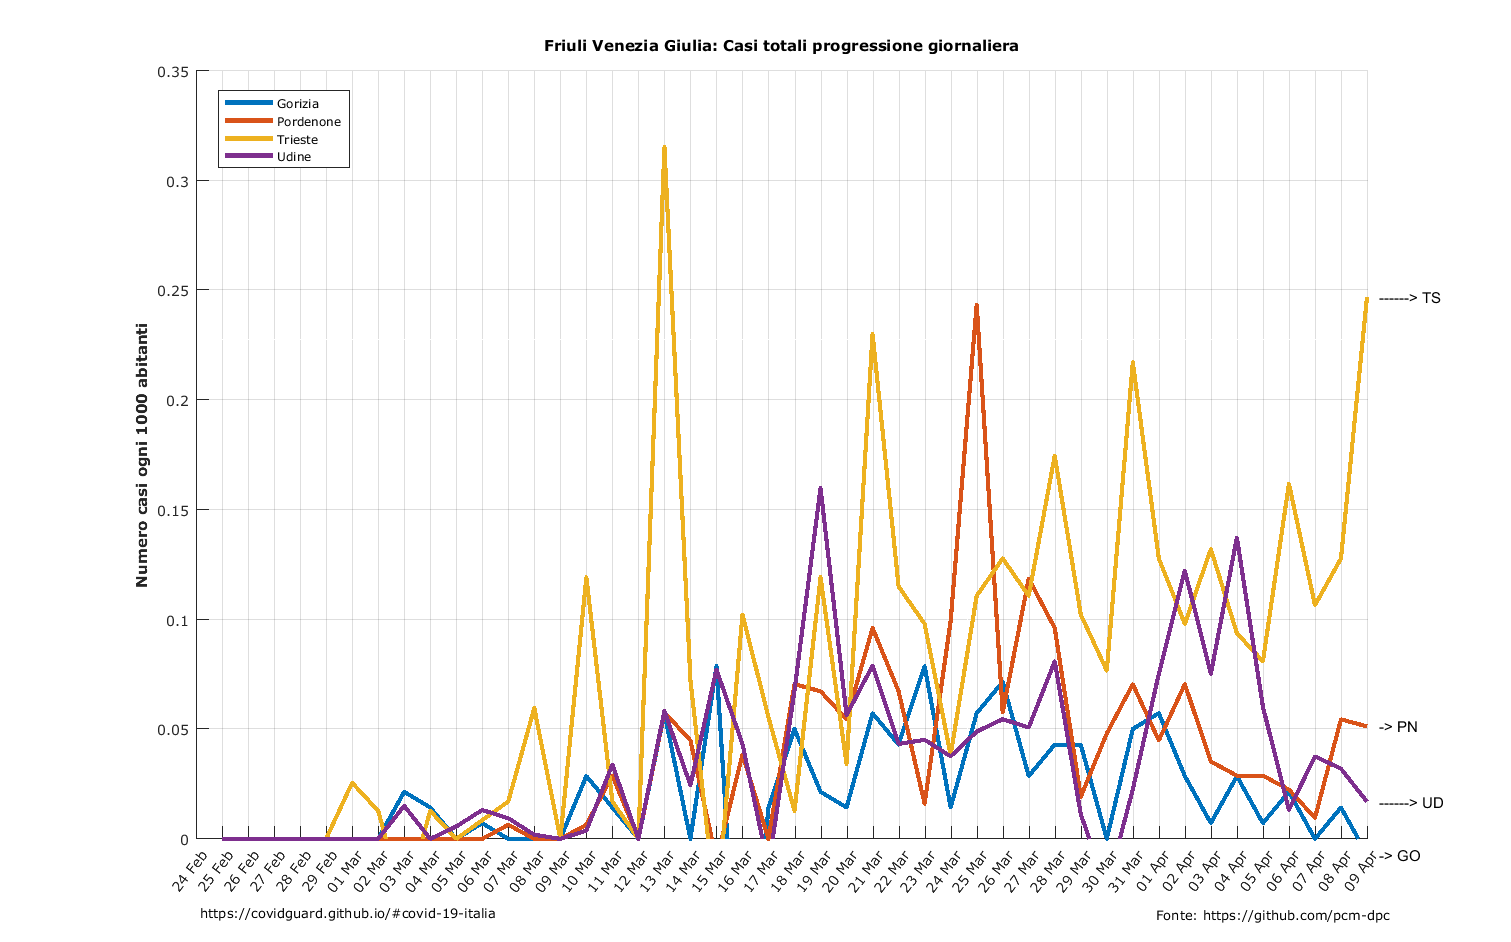 Friuli Venezia Giulia: Casi totali progressione giornaliera
Numero casi ogni 1000 abitanti
0.35
0.3
0.25
0.2
0.15
0.1
0.05
0
Gorizia
Pordenone
Trieste
Udine
------> TS
-> PN
------> UD
-> GO
24 Feb
25 Feb
26 Feb
27 Feb
28 Feb
29 Feb
01 Mar
02 Mar
03 Mar
04 Mar
05 Mar
06 Mar
07 Mar
08 Mar
09 Mar
10 Mar
11 Mar
12 Mar
13 Mar
14 Mar
15 Mar
16 Mar
17 Mar
18 Mar
19 Mar
20 Mar
21 Mar
22 Mar
23 Mar
24 Mar
25 Mar
26 Mar
27 Mar
28 Mar
29 Mar
30 Mar
31 Mar
01 Apr
02 Apr
03 Apr
04 Apr
05 Apr
06 Apr
07 Apr
08 Apr
09 Apr
https://covidguard.github.io/#covid-19-italia
Fonte: https://github.com/pcm-dpc